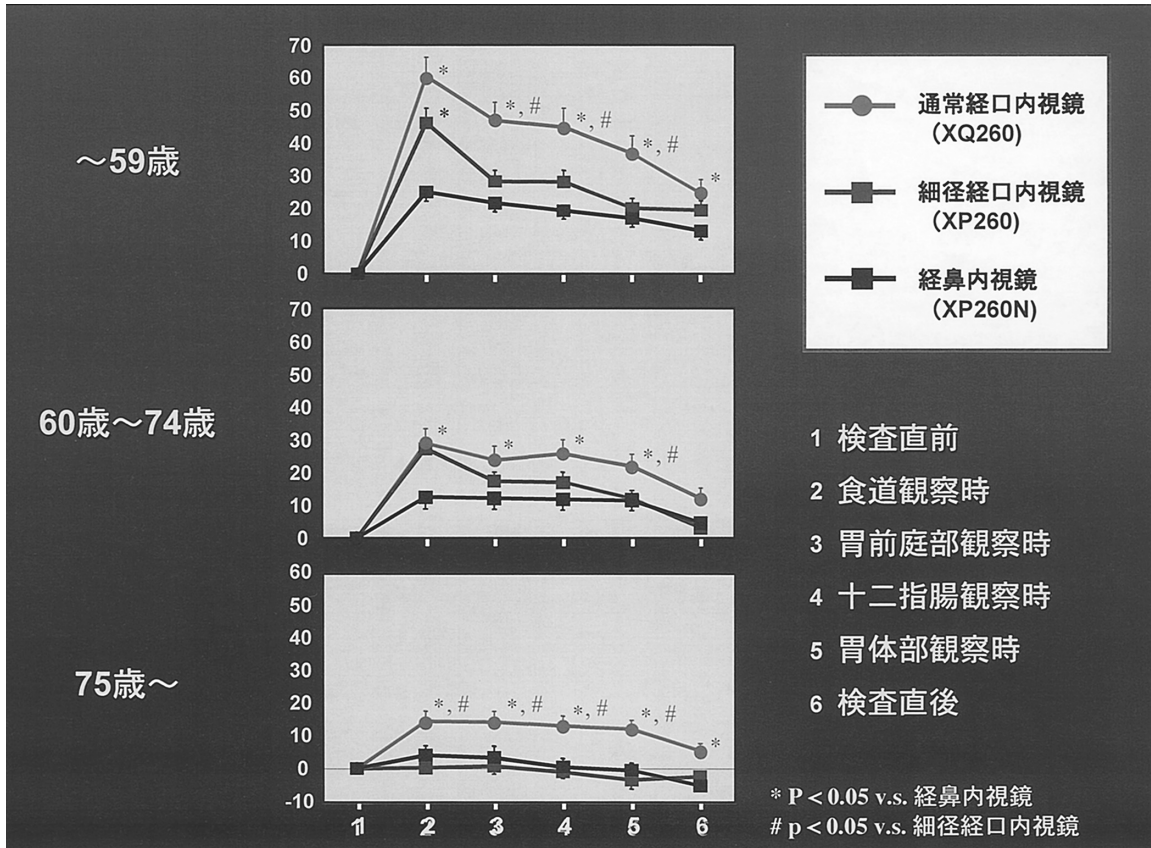 ～59歳
70
60
50
40
30
20
10
0
*
*
*, #
*, #
*, #
*
60歳～74歳
70
60
50
40
30
20
10
0
*
*
*
*, #
75歳～
60
50
40
30
20
10
0
-10
*, #
*, #
*, #
*, #
*
1 2 3 4 5 6
通常経口内視鏡
（XQ260)
細径経口内視鏡
（XP260)
経鼻内視鏡
（XP260N)
1 検査直前
2 食道観察時
3 胃前庭部観察時
4 十二指腸観察時
5 胃体部観察時
6 検査直後
* P＜0.05 v.s. 経鼻内視鏡
# p＜0.05 v.s. 細径経口内視鏡